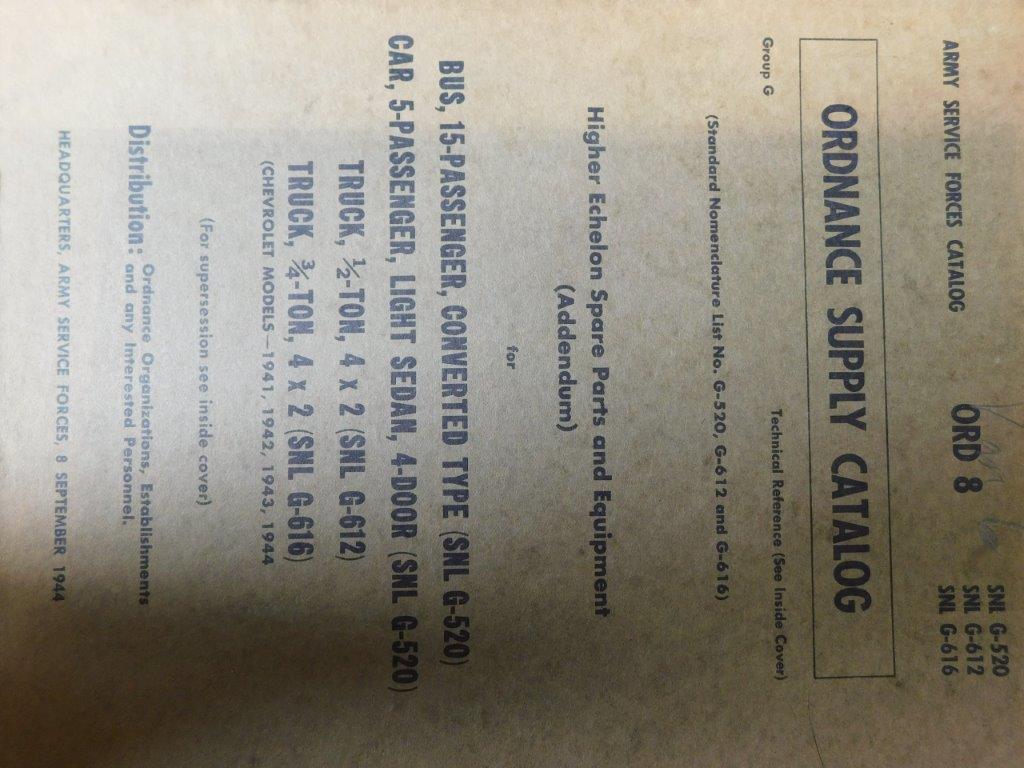 ARMY SERVICE FORCES CATALOG ORD 8 SNL G-520
SNL G-612
SNL G-616
ORDNANCE SUPPLY CATALOG
Group G Technical Reference (See Inside Cover)
(Standard Nomenclature List No. G-520, G-612 and G-616)
Higher Echelon Spare Parts and Equipment
(Addendum)
for
BUS, 15-PASSENGER, CONVERTED TYPE (SNL G-520)
CAR, 5-PASSENGER, LIGHT SEDAN, 4-DOOR (SNL G-520)
TRUCK, ½-TON, 4 x 2 (SNL G-612)
TRUCK, ¾-TON, 4 x 2 (SNL G-616)
(CHEVROLET MODELS—1941, 1942, 1943, 1944
(For supersession see inside cover)
Distribution: Ordnance Organizations, Establishments
and any Interested Personnel.
HEADQUARTERS, ARMY SERVICE FORCES, 8 SEPTEMBER 1944